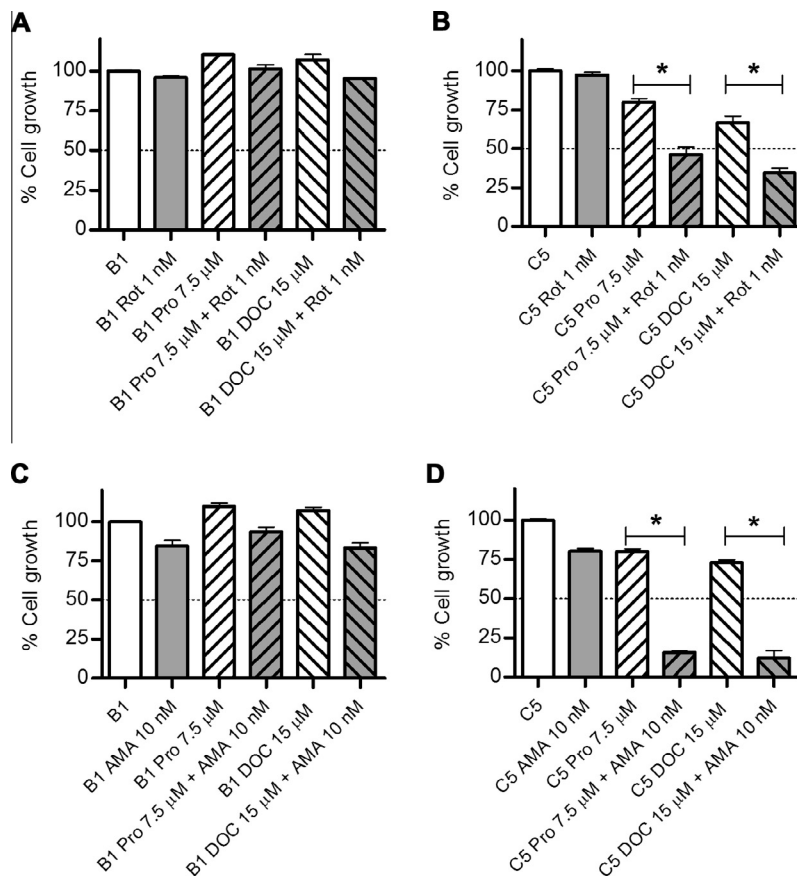 A
% Cell growth
100
75
50
25
0
B1
B1 Rot 1 nM
B1 Pro 7.5 μM
B1 Pro 7.5 μM + Rot 1 nM
B1 DOC 15 μM
B1 DOC 15 μM + Rot 1 nM
B
% Cell growth
100
75
50
25
0
*
*
C5
C5 Rot 1 nM
C5 Pro 7.5 μM
C5 Pro 7.5 μM + Rot 1 nM
C5 DOC 15 μM
C5 DOC 15 μM + Rot 1 nM
C
% Cell growth
100
75
50
25
0
B1
B1 AMA 10 nM
B1 Pro 7.5 μM
B1 Pro 7.5 μM + AMA 10 nM
B1 DOC 15 μM
B1 DOC 15 μM + AMA 10 nM
D
% Cell growth
100
75
50
25
0
*
*
C5
C5 AMA 10 nM
C5 Pro 7.5 μM
C5 Pro 7.5 μM + AMA 10 nM
C5 DOC 15 μM
C5 DOC 15 μM + AMA 10 nM